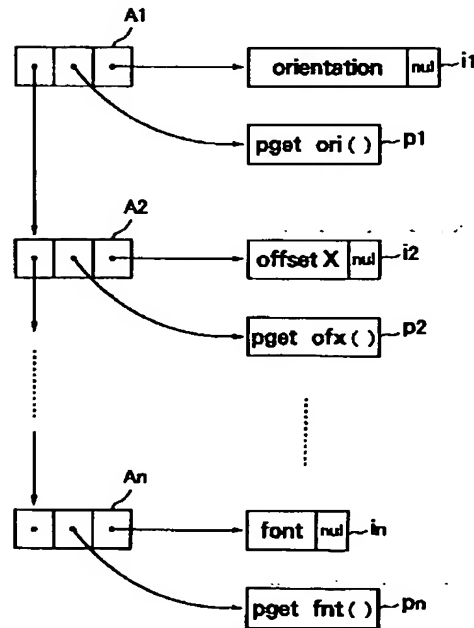 A1
orientation nul i1
pget ori() p1
A2
offset X nul i2
pget ofx() p2
An
font nul in
pget fnt() pn